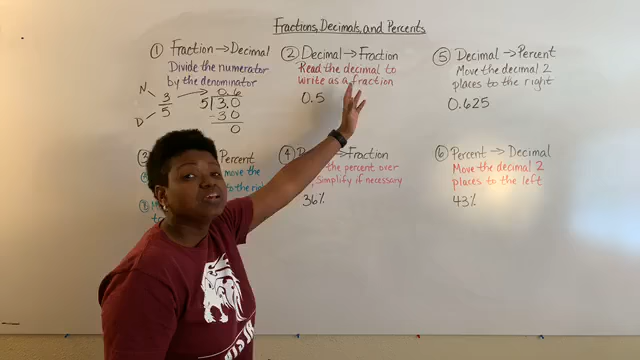 Fractions, Decimals, and Percents
① Fraction → Decimal
Divide the numerator
by the denominator
N
3
5
D
0.6
5 3.0
-30
0
② Decimal → Fraction
Read the decimal to
write as a fraction
0.5
③
Percent
move the
to the right
④
Fraction
the percent over
Simplify if necessary
36%
⑤ Decimal → Percent
Move the decimal 2
places to the right
0.625
⑥ Percent → Decimal
Move the decimal 2
places to the left
43%